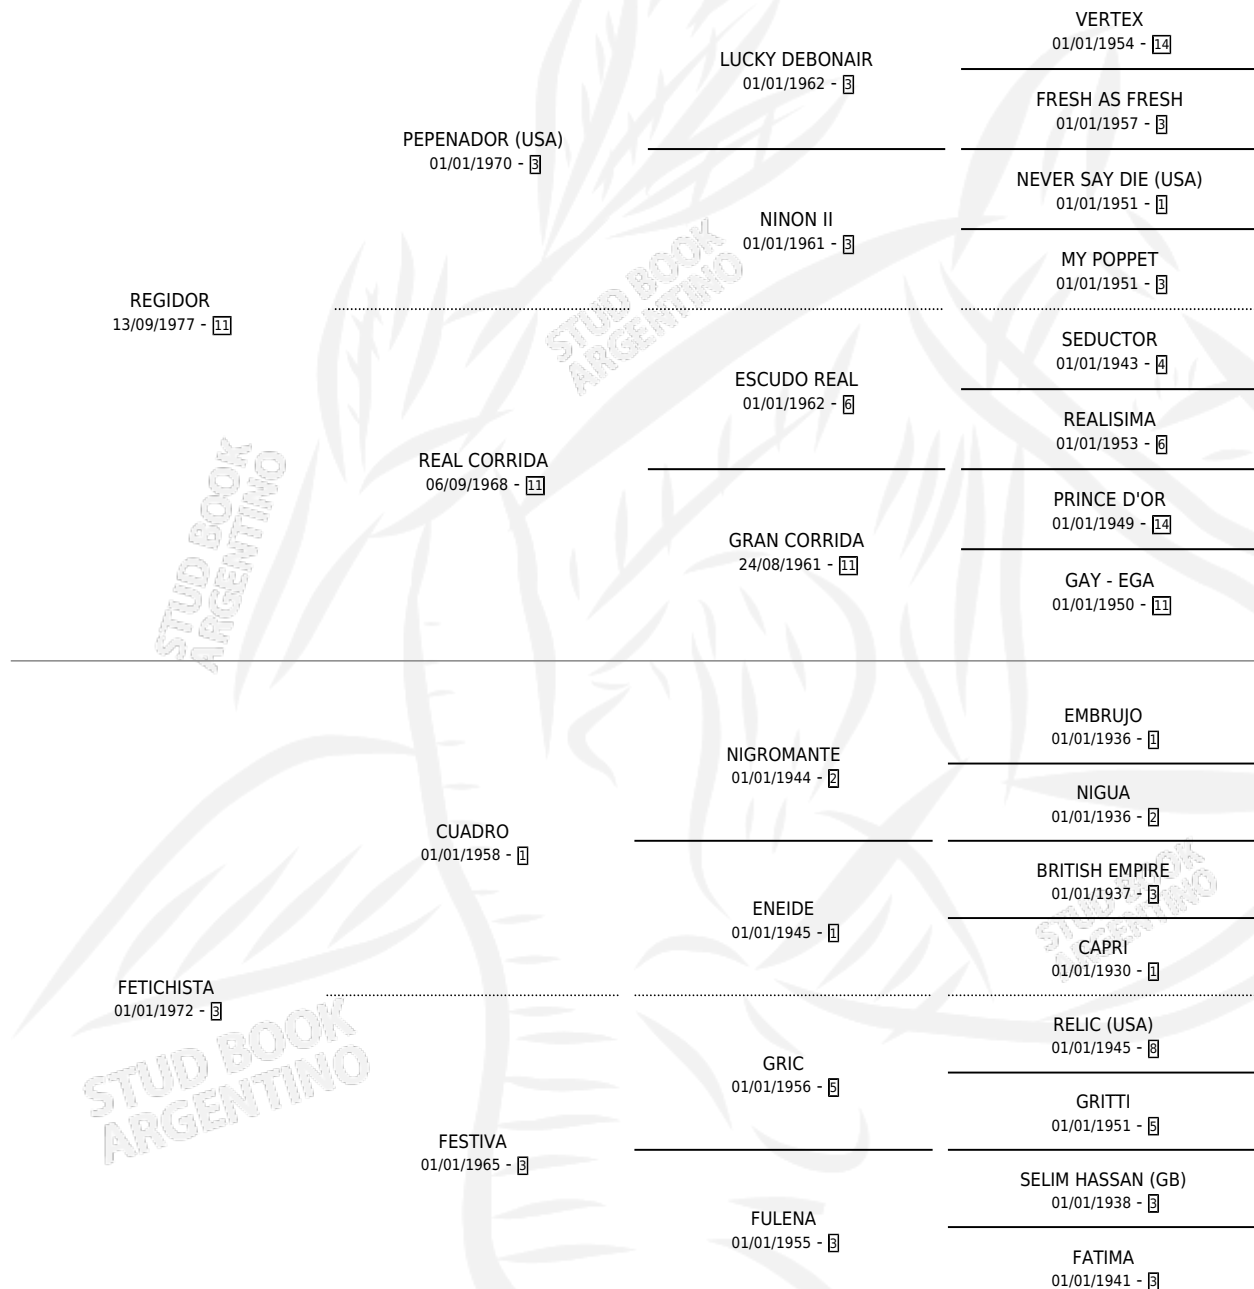 VERTEX
01/01/1954 - 14
LUCKY DEBONAIR
01/01/1962 - 3
FRESH AS FRESH
01/01/1957 - 3
PEPENADOR (USA)
01/01/1970 - 3
NEVER SAY DIE (USA)
01/01/1951 - 1
NINON II
01/01/1961 - 3
MY POPPET
01/01/1951 - 3
REGIDOR
13/09/1977 - 11
SEDUCTOR
01/01/1943 - 4
ESCUDO REAL
01/01/1962 - 6
REALISIMA
01/01/1953 - 6
REAL CORRIDA
06/09/1968 - 11
PRINCE D'OR
01/01/1949 - 14
GRAN CORRIDA
24/08/1961 - 11
GAY - EGA
01/01/1950 - 11
EMBRUJO
01/01/1936 - 1
NIGROMANTE
01/01/1944 - 2
NIGUA
01/01/1936 - 2
CUADRO
01/01/1958 - 1
BRITISH EMPIRE
01/01/1937 - 3
ENEIDE
01/01/1945 - 1
CAPRI
01/01/1930 - 1
FETICHISTA
01/01/1972 - 3
RELIC (USA)
01/01/1945 - 8
GRIC
01/01/1956 - 5
GRITTI
01/01/1951 - 5
FESTIVA
01/01/1965 - 3
SELIM HASSAN (GB)
01/01/1938 - 3
FULENA
01/01/1955 - 3
FATIMA
01/01/1941 - 3
STUD BOOK
ARGENTINO
STUD BOOK
ARGENTINO
STUD BOOK
ARGENTINO
STUD BOOK
ARGENTINO